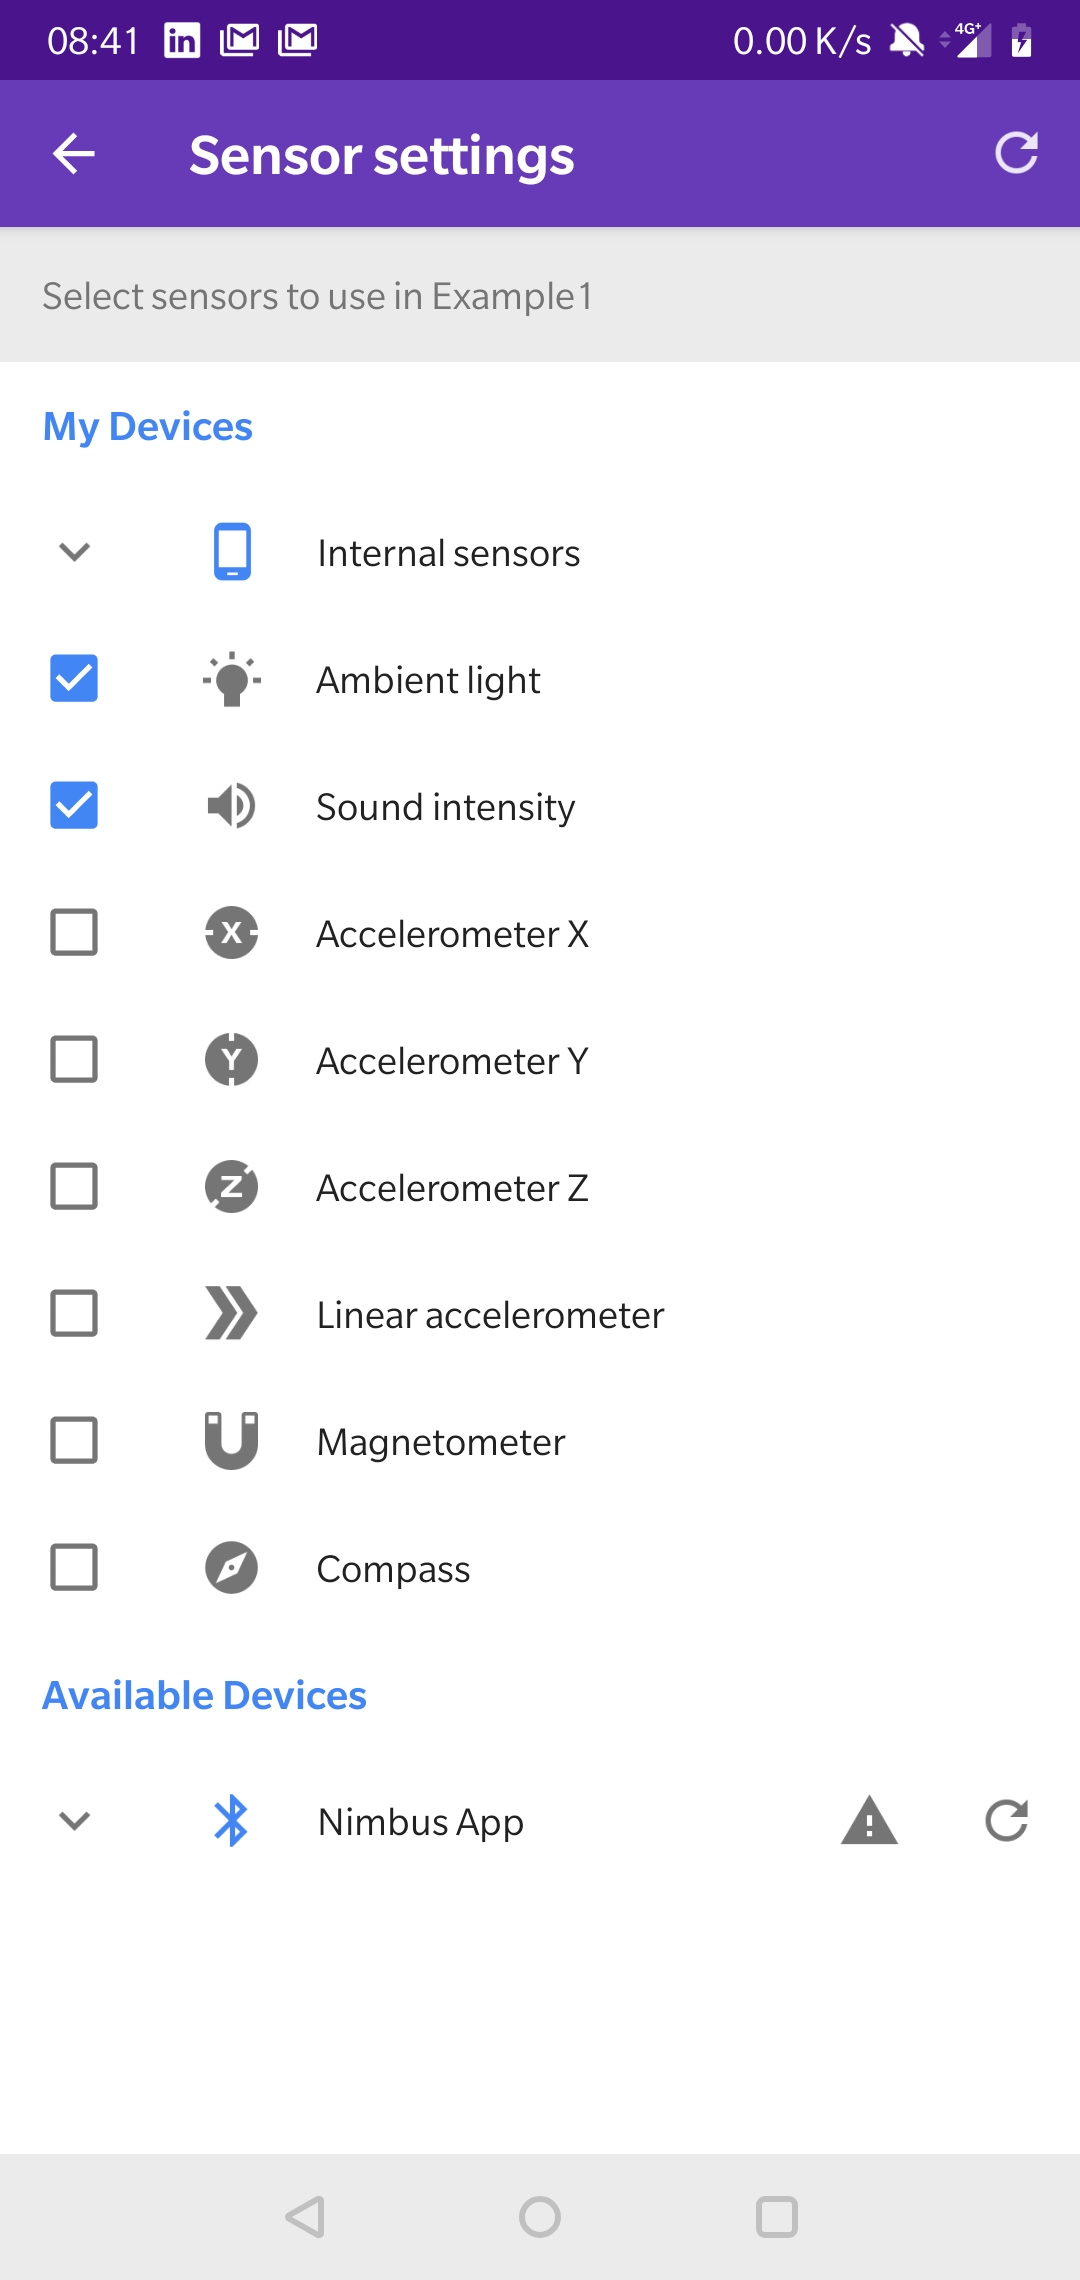 08:41 in 0.00 K/s 4G+
Sensor settings
Select sensors to use in Example1
My Devices
Internal sensors
Ambient light
Sound intensity
X Accelerometer X
Y Accelerometer Y
Z Accelerometer Z
Linear accelerometer
Magnetometer
Compass
Available Devices
Nimbus App